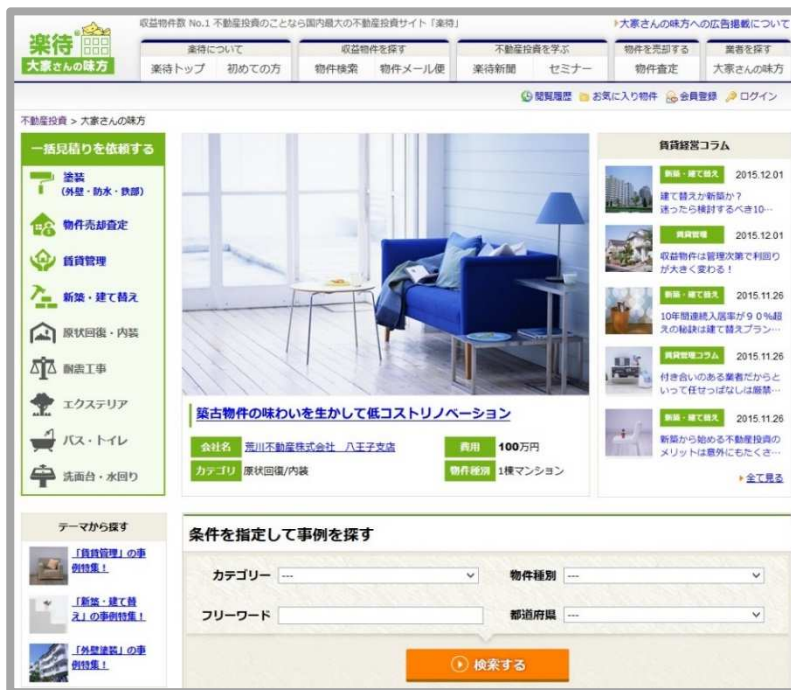 収益物件数 No.1 不動産投資のことなら国内最大の不動産投資サイト「楽待」
大家さんの味方への広告掲載について
楽待
大家さんの味方
楽待について
収益物件を探す
不動産投資を学ぶ
物件を売却する
業者を探す
楽待トップ 初めての方
物件検索 物件メール便
楽待新聞 セミナー
物件査定
大家さんの味方
閲覧履歴 お気に入り物件 会員登録 ログイン
不動産投資 > 大家さんの味方
一括見積りを依頼する
塗装
(外壁・防水・鉄部)
物件売却査定
賃貸管理
新築・建て替え
原状回復・内装
耐震工事
エクステリア
バス・トイレ
洗面台・水回り
築古物件の味わいを生かして低コストリノベーション
会社名 荒川不動産株式会社 八王子支店
費用 100万円
カテゴリ 原状回復/内装
物件種別 1棟マンション
賃貸経営コラム
新築・建て替え 2015.12.01
建て替えか新築か？
迷ったら検討するべき10…
賃貸管理 2015.12.01
収益物件は管理次第で利回り
が大きく変わる！
新築・建て替え 2015.11.26
10年間連続入居率が９０%超
えの秘訣は建て替えプラン…
賃貸管理コラム 2015.11.26
付き合いのある業者だからと
いって任せっぱなしは厳禁…
新築・建て替え 2015.11.26
新築から始める不動産投資の
メリットは意外にもたくさ…
全て見る
テーマから探す
「賃貸管理」の事
例特集！
「新築・建て替
え」の事例特集！
「外壁塗装」の事
例特集！
条件を指定して事例を探す
カテゴリー ---
物件種別 ---
フリーワード
都道府県 ---
検索する